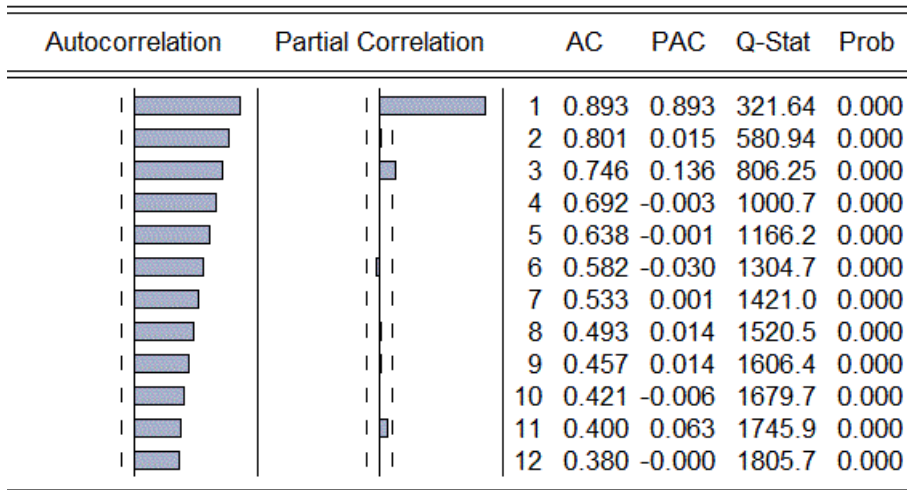 Autocorrelation Partial Correlation AC PAC Q-Stat Prob
1 0.893 0.893 321.64 0.000
2 0.801 0.015 580.94 0.000
3 0.746 0.136 806.25 0.000
4 0.692 -0.003 1000.7 0.000
5 0.638 -0.001 1166.2 0.000
6 0.582 -0.030 1304.7 0.000
7 0.533 0.001 1421.0 0.000
8 0.493 0.014 1520.5 0.000
9 0.457 0.014 1606.4 0.000
10 0.421 -0.006 1679.7 0.000
11 0.400 0.063 1745.9 0.000
12 0.380 -0.000 1805.7 0.000